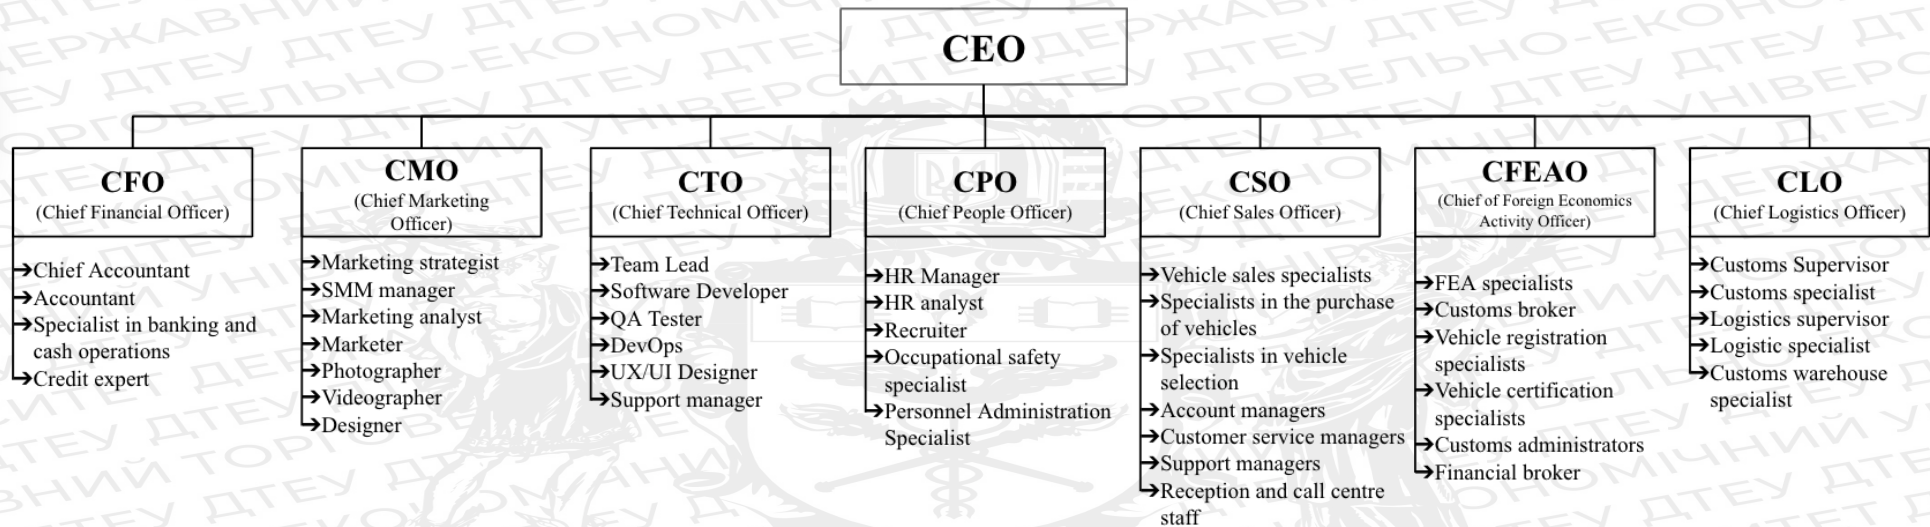 CEO
CFO
(Chief Financial Officer)
➔Chief Accountant
➔Accountant
➔Specialist in banking and
cash operations
➔Credit expert
CMO
(Chief Marketing
Officer)
➔Marketing strategist
➔SMM manager
➔Marketing analyst
➔Marketer
➔Photographer
➔Videographer
➔Designer
CTO
(Chief Technical Officer)
➔Team Lead
➔Software Developer
➔QA Tester
➔DevOps
➔UX/UI Designer
➔Support manager
CPO
(Chief People Officer)
➔HR Manager
➔HR analyst
➔Recruiter
➔Occupational safety
specialist
➔Personnel Administration
Specialist
CSO
(Chief Sales Officer)
➔Vehicle sales specialists
➔Specialists in the purchase
of vehicles
➔Specialists in vehicle
selection
➔Account managers
➔Customer service managers
➔Support managers
➔Reception and call centre
staff
CFEAO
(Chief of Foreign Economics
Activity Officer)
➔FEA specialists
➔Customs broker
➔Vehicle registration
specialists
➔Vehicle certification
specialists
➔Customs administrators
➔Financial broker
CLO
(Chief Logistics Officer)
➔Customs Supervisor
➔Customs specialist
➔Logistics supervisor
➔Logistic specialist
➔Customs warehouse
specialist